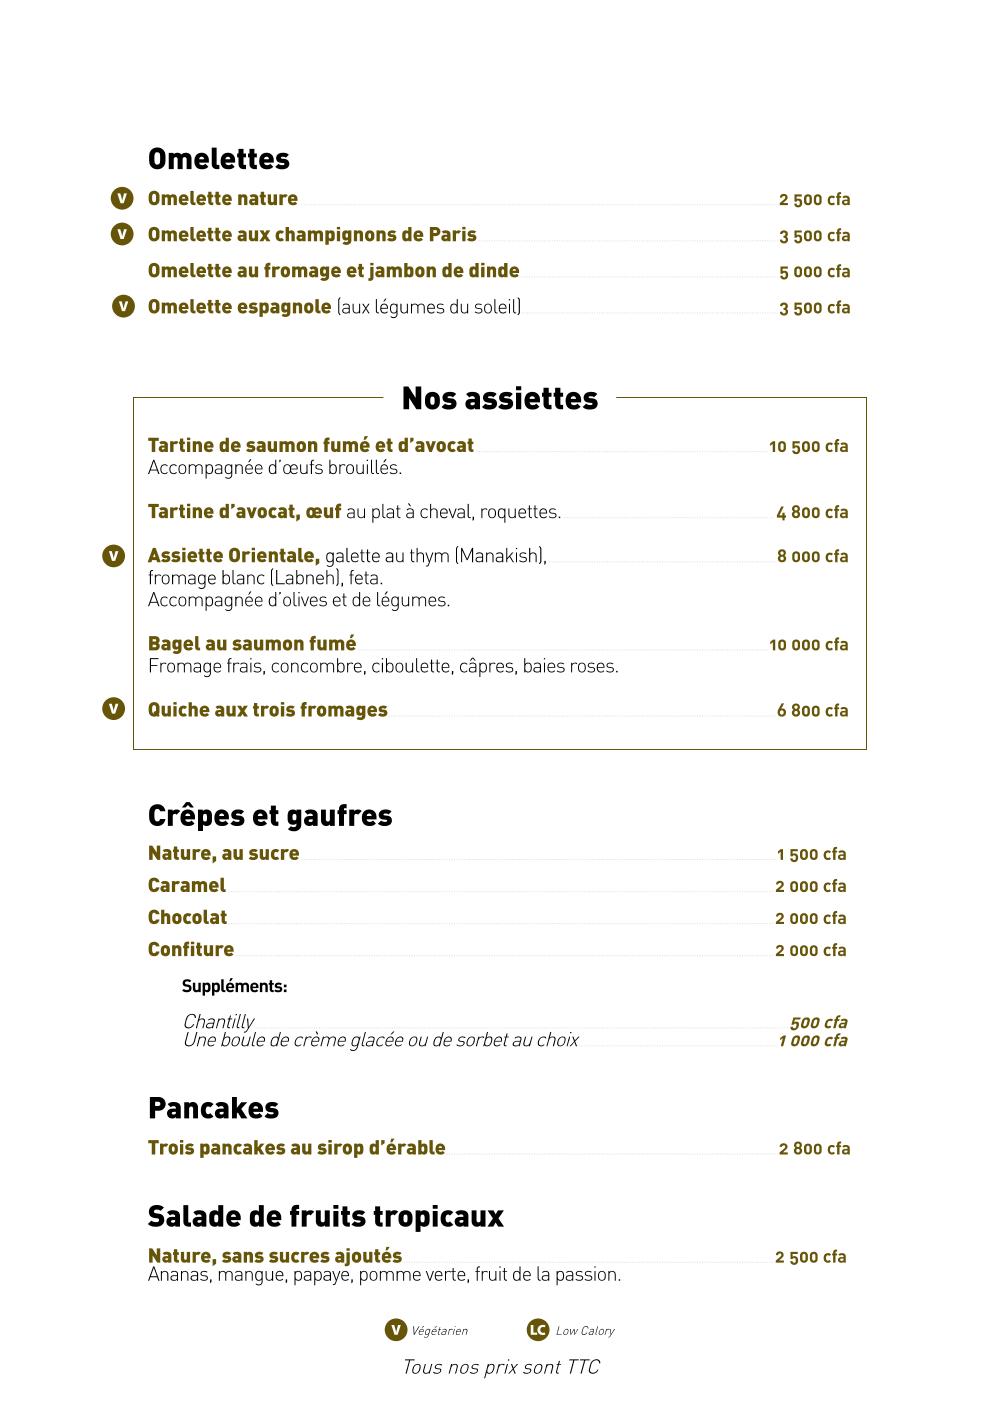 Omelettes
V Omelette nature 2 500 cfa
V Omelette aux champignons de Paris 3 500 cfa
Omelette au fromage et jambon de dinde 5 000 cfa
V Omelette espagnole (aux légumes du soleil) 3 500 cfa
Nos assiettes
Tartine de saumon fumé et d'avocat 10 500 cfa
Accompagnée d'œufs brouillés.
Tartine d'avocat, œuf au plat à cheval, roquettes. 4 800 cfa
V Assiette Orientale, galette au thym (Manakish), 8 000 cfa
fromage blanc (Labneh), feta.
Accompagnée d'olives et de légumes.
Bagel au saumon fumé 10 000 cfa
Fromage frais, concombre, ciboulette, câpres, baies roses.
V Quiche aux trois fromages 6 800 cfa
Crêpes et gaufres
Nature, au sucre 1 500 cfa
Caramel 2 000 cfa
Chocolat 2 000 cfa
Confiture 2 000 cfa
Suppléments:
Chantilly 500 cfa
Une boule de crème glacée ou de sorbet au choix 1 000 cfa
Pancakes
Trois pancakes au sirop d'érable 2 800 cfa
Salade de fruits tropicaux
Nature, sans sucres ajoutés 2 500 cfa
Ananas, mangue, papaye, pomme verte, fruit de la passion.
V Végétarien LC Low Calory
Tous nos prix sont TTC